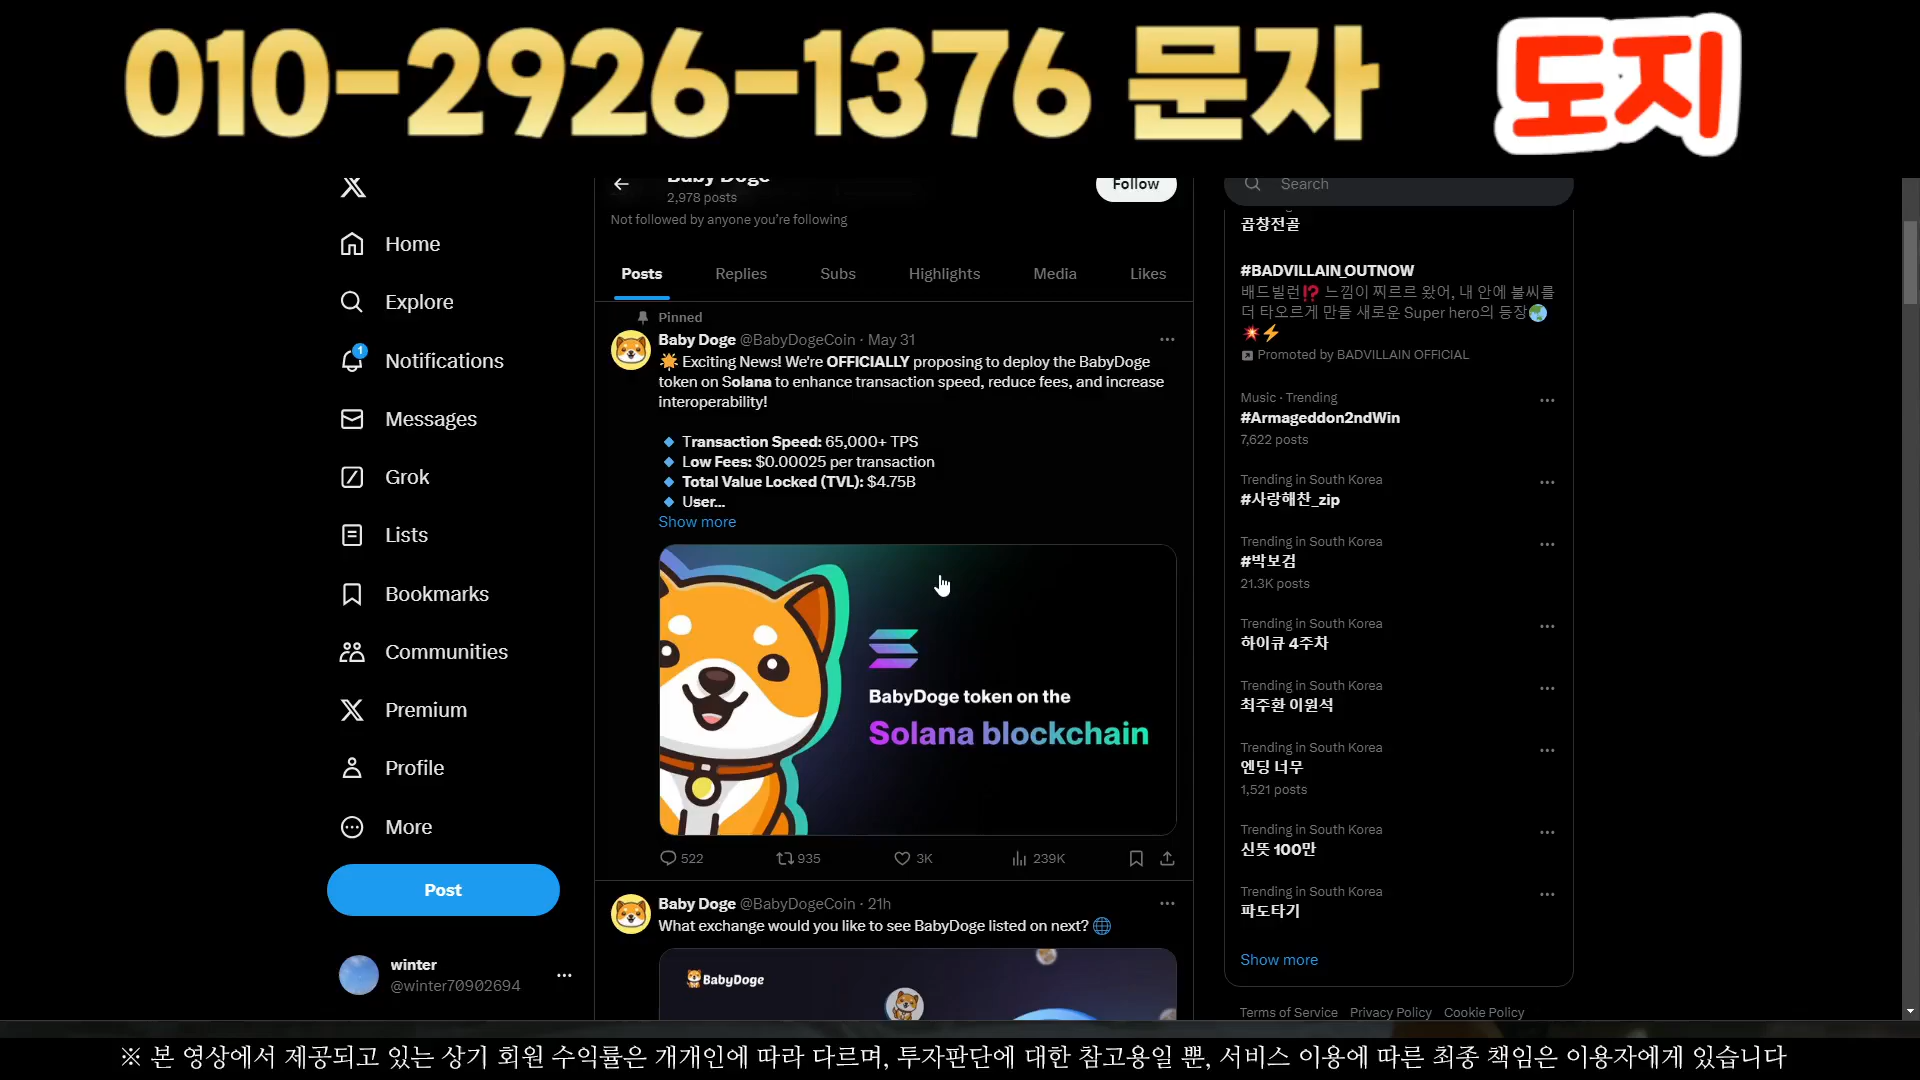 010-2926-1376 문자 도지
Baby Doge
2,978 posts
Follow
Not followed by anyone you're following
Home
Explore
1
Notifications
Messages
Grok
Lists
Bookmarks
Communities
Premium
Profile
More
Post
winter
@winter70902694
Posts Replies Subs Highlights Media Likes
Pinned
Baby Doge @BabyDogeCoin · May 31
Exciting News! We're OFFICIALLY proposing to deploy the BabyDoge
token on Solana to enhance transaction speed, reduce fees, and increase
interoperability!
Transaction Speed: 65,000+ TPS
Low Fees: $0.00025 per transaction
Total Value Locked (TVL): $4.75B
User...
Show more
BabyDoge token on the
Solana blockchain
522 935 3K 239K
Baby Doge @BabyDogeCoin · 21h
What exchange would you like to see BabyDoge listed on next?
BabyDoge
Search
곱창전골
#BADVILLAIN_OUTNOW
배드빌런⁉️ 느낌이 찌르르 왔어, 내 안에 불씨를
더 타오르게 만들 새로운 Super hero의 등장
Promoted by BADVILLAIN OFFICIAL
Music · Trending
#Armageddon2ndWin
7,622 posts
Trending in South Korea
#사랑해찬_zip
Trending in South Korea
#박보검
21.3K posts
Trending in South Korea
하이큐 4주차
Trending in South Korea
최주환 이원석
Trending in South Korea
엔딩 너무
1,521 posts
Trending in South Korea
신뜻 100만
Trending in South Korea
파도타기
Show more
Terms of Service Privacy Policy Cookie Policy
※ 본 영상에서 제공되고 있는 상기 회원 수익률은 개개인에 따라 다르며, 투자판단에 대한 참고용일 뿐, 서비스 이용에 따른 최종 책임은 이용자에게 있습니다